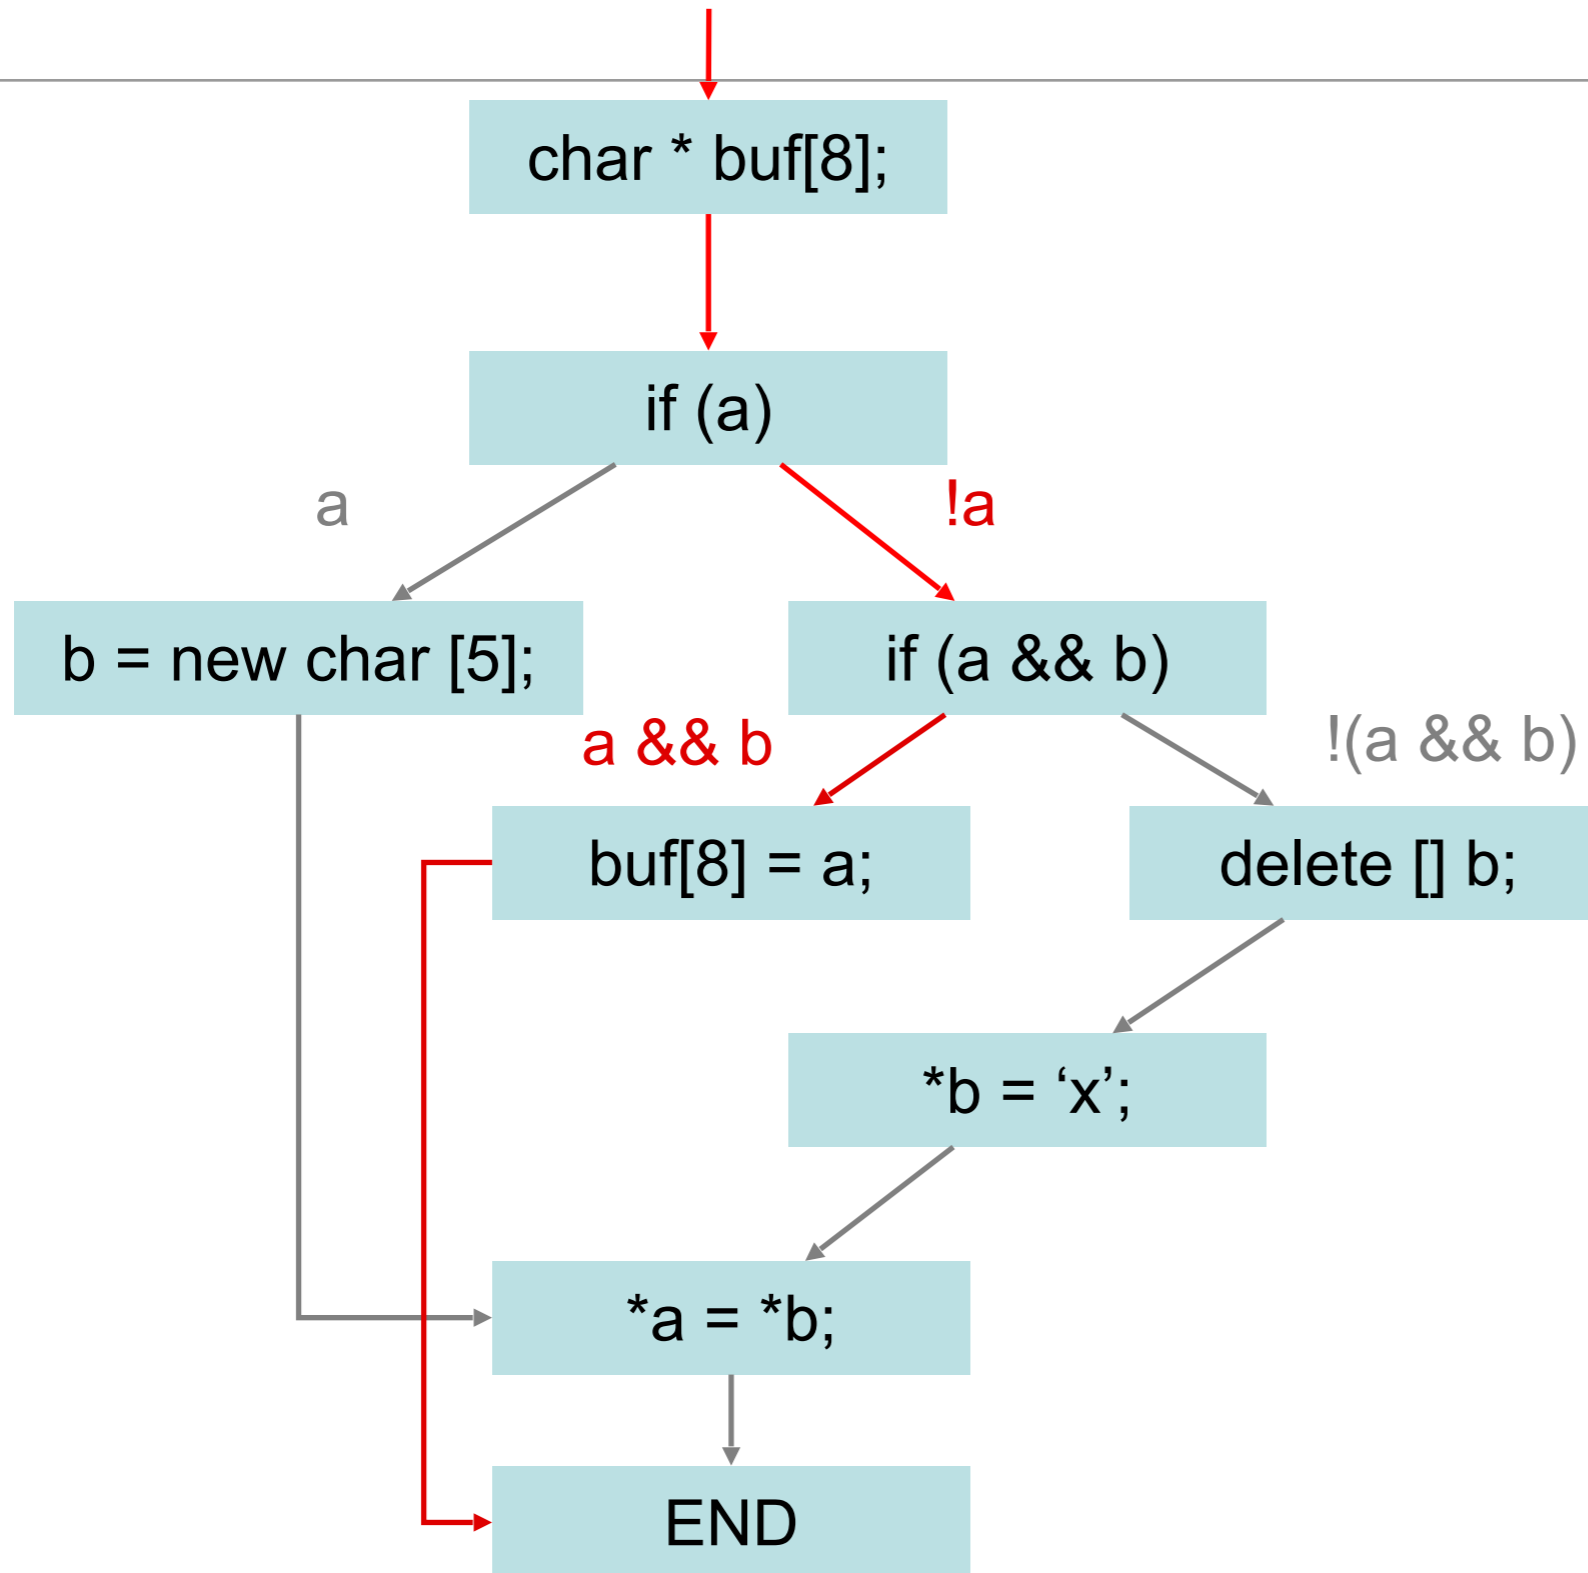 char * buf[8];
if (a)
a
!a
b = new char [5];
if (a && b)
a && b
!(a && b)
buf[8] = a;
delete [] b;
*b = ‘x’;
*a = *b;
END